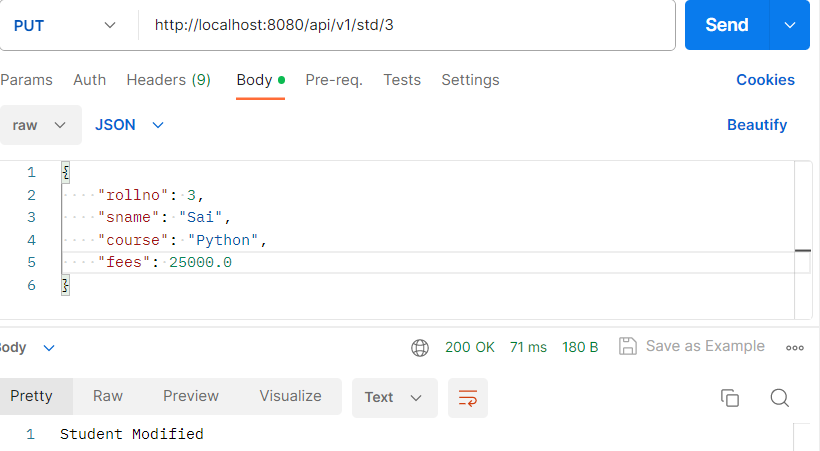 PUT http://localhost:8080/api/v1/std/3 Send
Params Auth Headers (9) Body Pre-req. Tests Settings Cookies
raw JSON Beautify
1 {
2 "rollno": 3,
3 "sname": "Sai",
4 "course": "Python",
5 "fees": 25000.0
6 }
ody 200 OK 71 ms 180 B Save as Example
Pretty Raw Preview Visualize Text
1 Student Modified